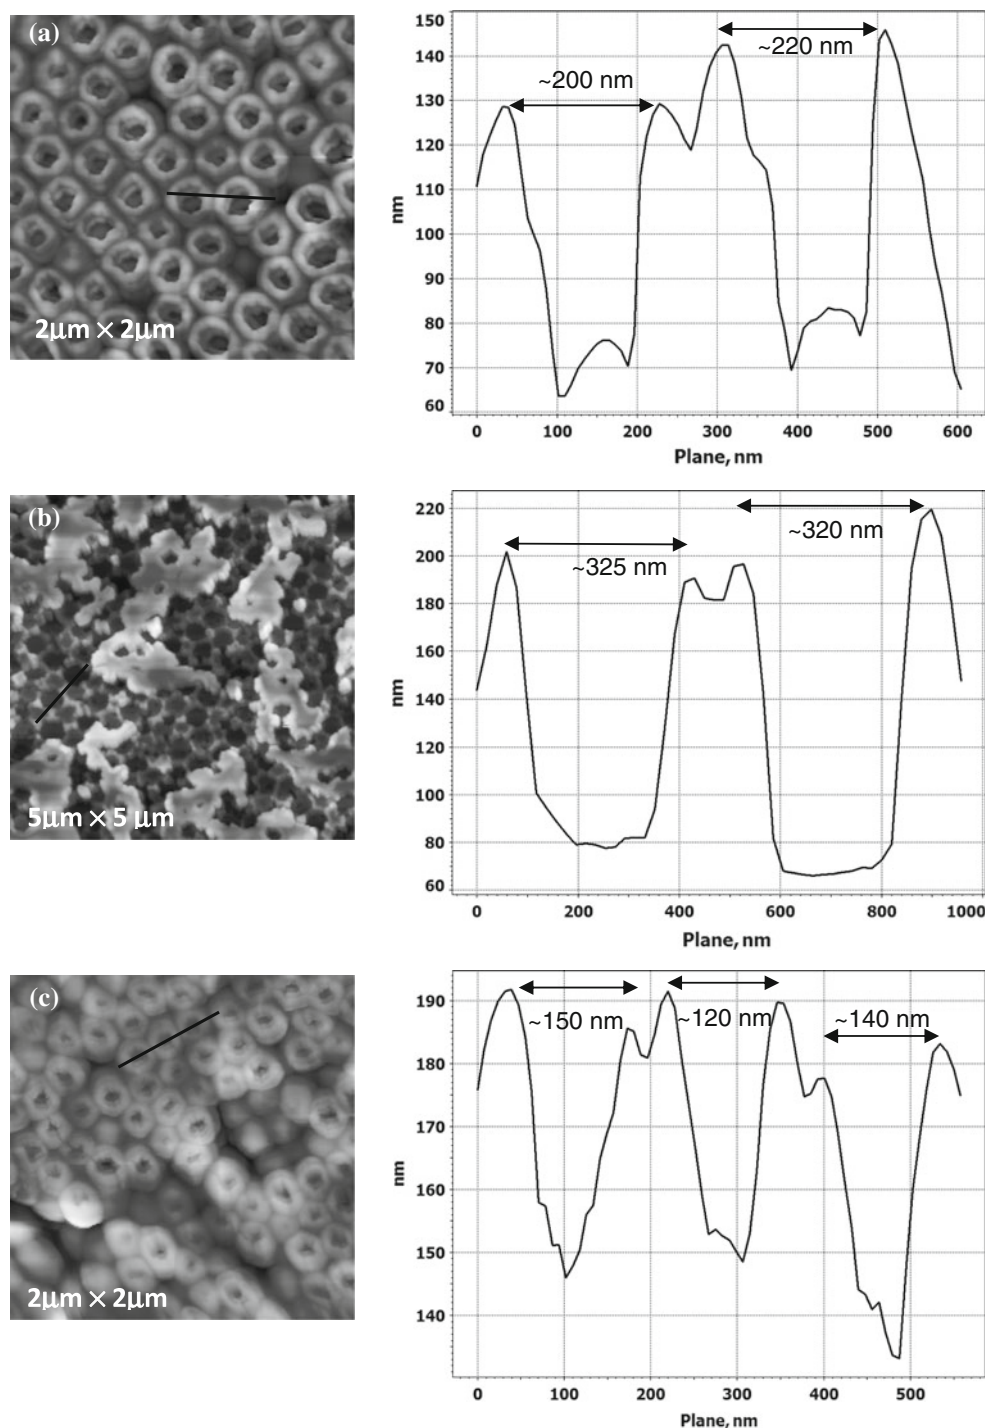 (a)
2μm × 2μm
150
140
130
120
110
100
90
80
70
60
nm
~200 nm
~220 nm
0 100 200 300 400 500 600
Plane, nm
(b)
5μm × 5 μm
220
200
180
160
140
120
100
80
60
nm
~325 nm
~320 nm
0 200 400 600 800 1000
Plane, nm
(c)
2μm × 2μm
190
180
170
160
150
140
nm
~150 nm
~120 nm
~140 nm
0 100 200 300 400 500
Plane, nm